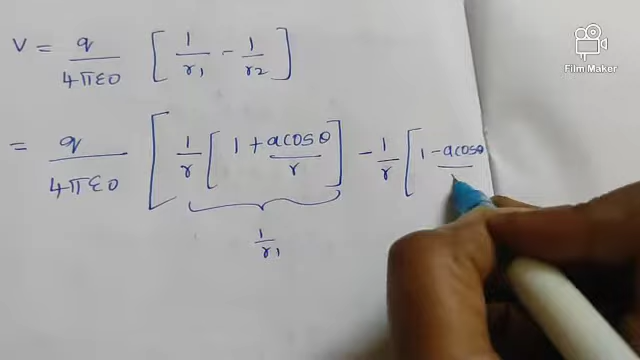 V = q/4πε0 [1/r1 - 1/r2]
= q/4πε0 [1/r [1 + acosθ/r] - 1/r [1 - acosθ/
1/r1
Film Maker